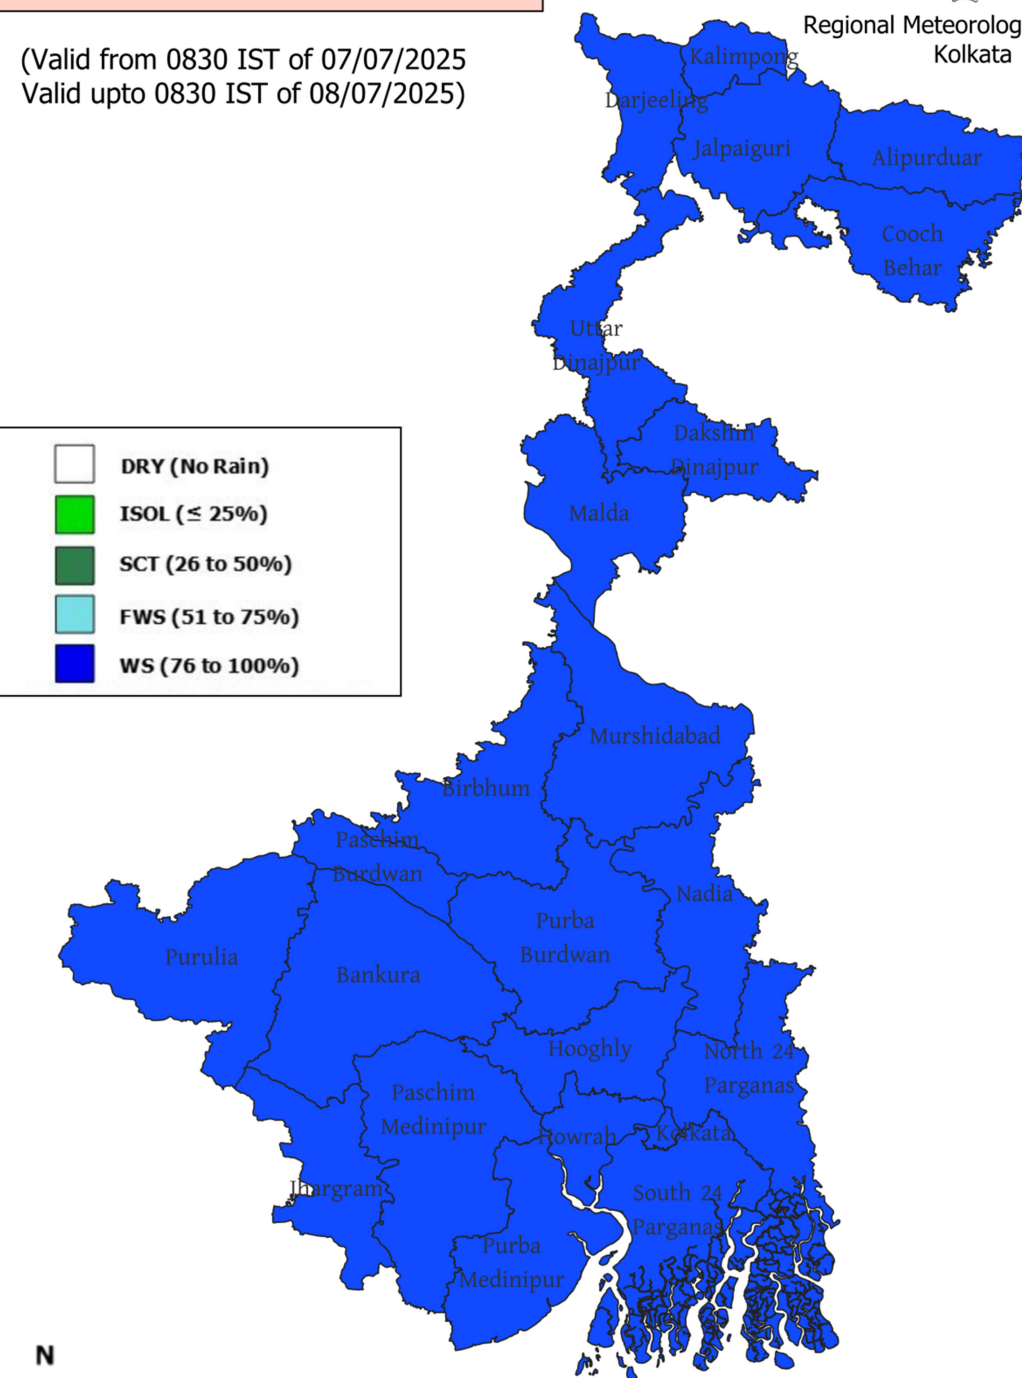 Regional Meteorolog
Kolkata
(Valid from 0830 IST of 07/07/2025
Valid upto 0830 IST of 08/07/2025)
Kalimpong
Darjeeling
Jalpaiguri
Alipurduar
Cooch
Behar
Uttar
Dinajpur
Dakshin
Dinajpur
Malda
DRY (No Rain)
ISOL (≤ 25%)
SCT (26 to 50%)
FWS (51 to 75%)
WS (76 to 100%)
Murshidabad
Birbhum
Paschim
Burdwan
Nadia
Purba
Burdwan
Purulia
Bankura
Hooghly
North 24
Parganas
Paschim
Medinipur
Howrah
Kolkata
Jhargram
South 24
Parganas
Purba
Medinipur
N